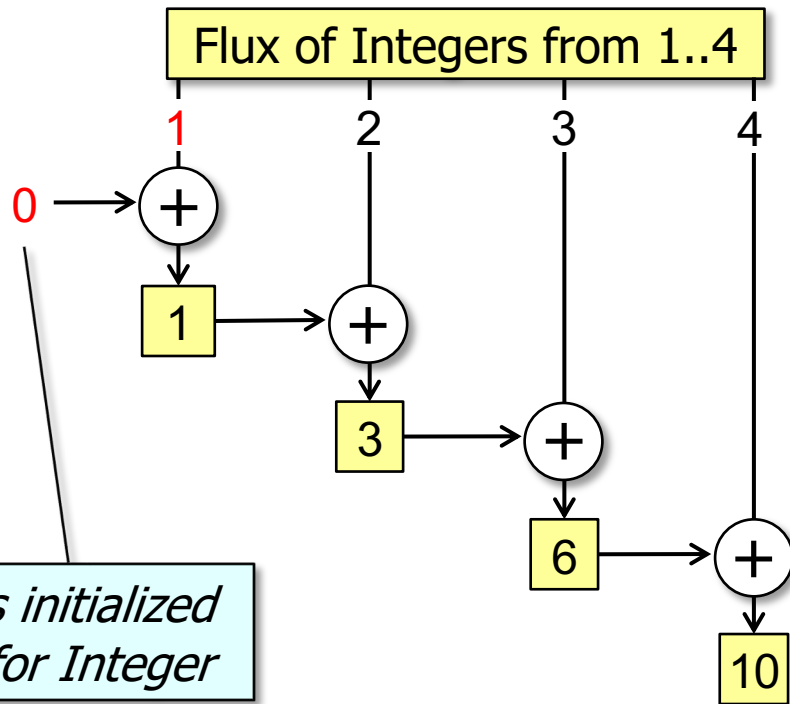 Flux of Integers from 1..4
1 2 3 4
0 +
1 +
3 +
6 +
initialized
for Integer
10